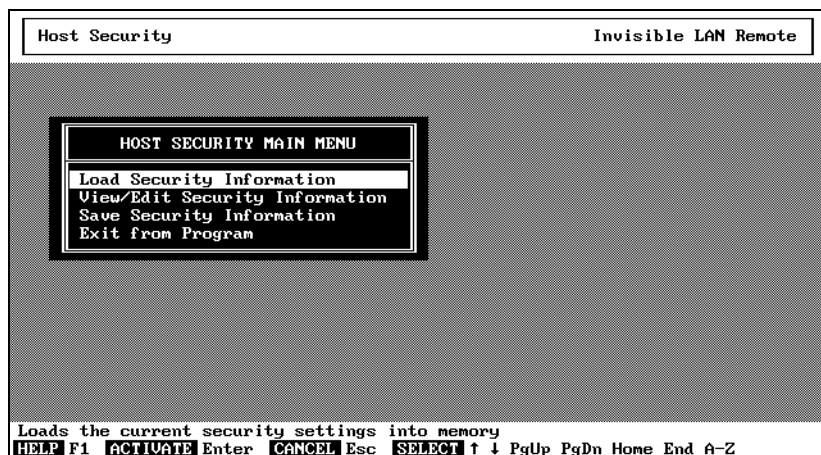 Host Security Invisible LAN Remote
HOST SECURITY MAIN MENU
Load Security Information
View/Edit Security Information
Save Security Information
Exit from Program
Loads the current security settings into memory
HELP F1 ACTIVATE Enter CANCEL Esc SELECT ↑ ↓ PgUp PgDn Home End A-Z